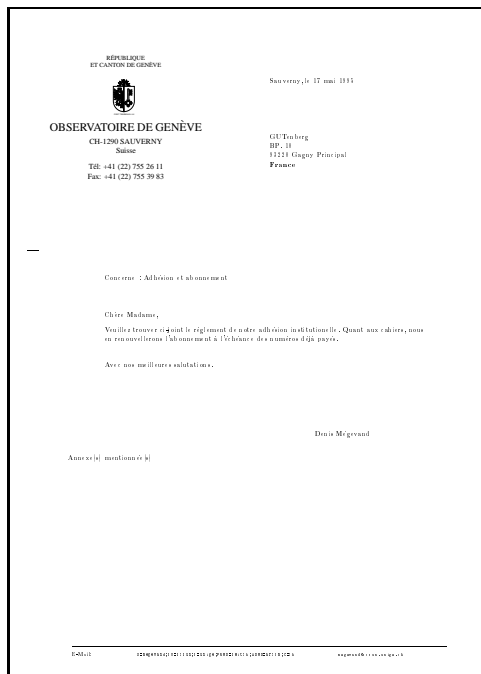 RÉPUBLIQUE
ET CANTON DE GENÈVE
OBSERVATOIRE DE GENÈVE
CH-1290 SAUVERNY
Suisse
Tél: +41 (22) 755 26 11
Fax: +41 (22) 755 39 83
Sauverny, le 17 mai 1995
GUTenberg
BP. 10
93220 Gagny Principal
France
Concerne : Adhésion et abonnement
Chère Madame,
Veuillez trouver ci-joint le réglement de notre adhésion institutionelle. Quant aux cahiers, nous
en renouvellerons l'abonnement à l'échéance des numéros déjà payés.
Avec nos meilleures salutations.
Denis Mégevand
Annexe(s) mentionnée(s)
E-Mail: